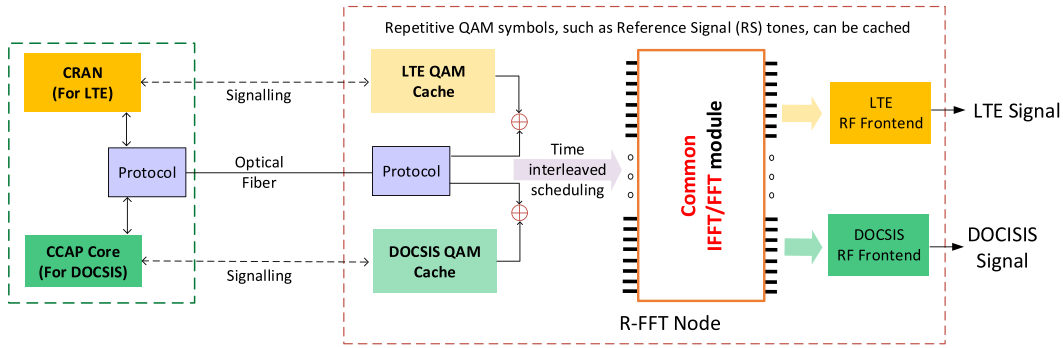 Repetitive QAM symbols, such as Reference Signal (RS) tones, can be cached
CRAN
(For LTE)
Signalling
LTE QAM
Cache
Protocol
Optical
Fiber
Protocol
Time
interleaved
scheduling
Common
IFFT/FFT module
LTE
RF Frontend
LTE Signal
CCAP Core
(For DOCSIS)
Signalling
DOCSIS QAM
Cache
DOCSIS
RF Frontend
DOCISIS
Signal
R-FFT Node